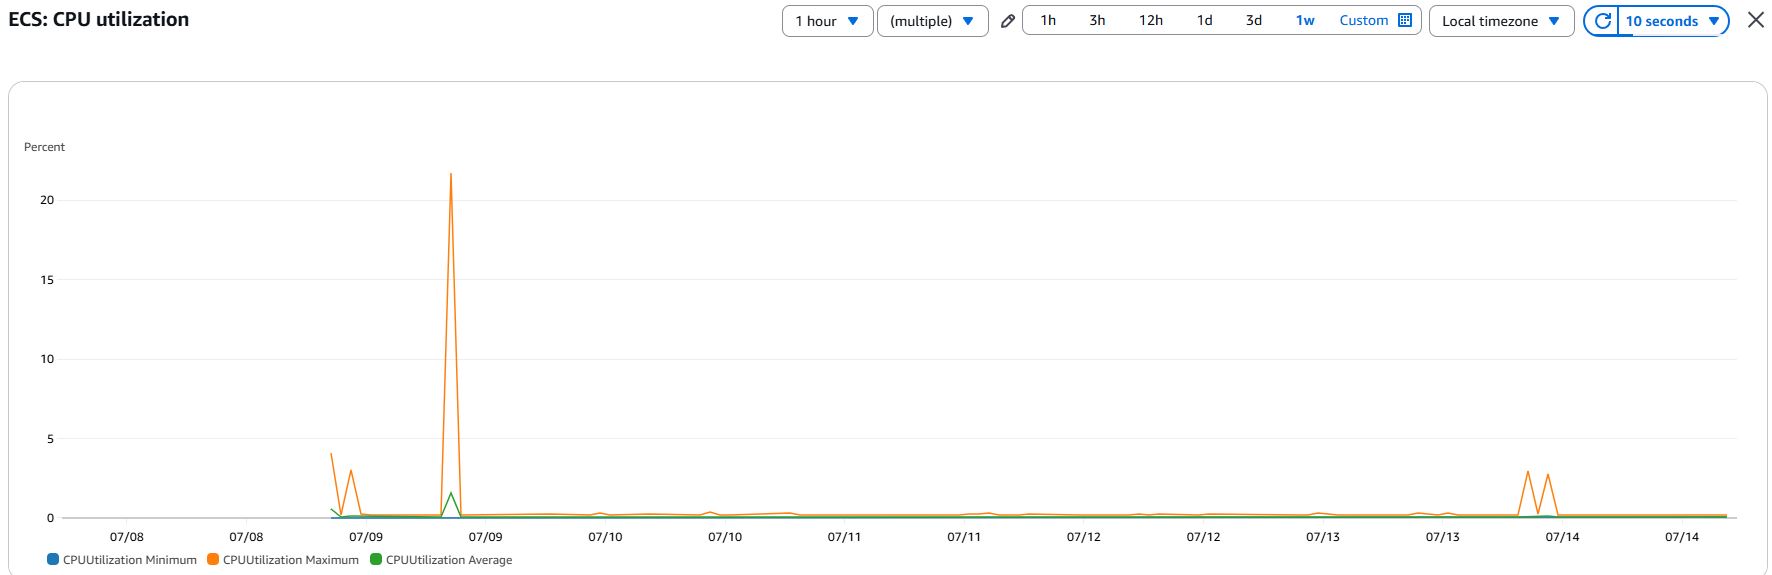 ECS: CPU utilization
1 hour (multiple) 1h 3h 12h 1d 3d 1w Custom Local timezone 10 seconds
Percent
20
15
10
5
0
07/08 07/08 07/09 07/09 07/10 07/10 07/11 07/11 07/12 07/12 07/13 07/13 07/14 07/14
CPUUtilization Minimum CPUUtilization Maximum CPUUtilization Average